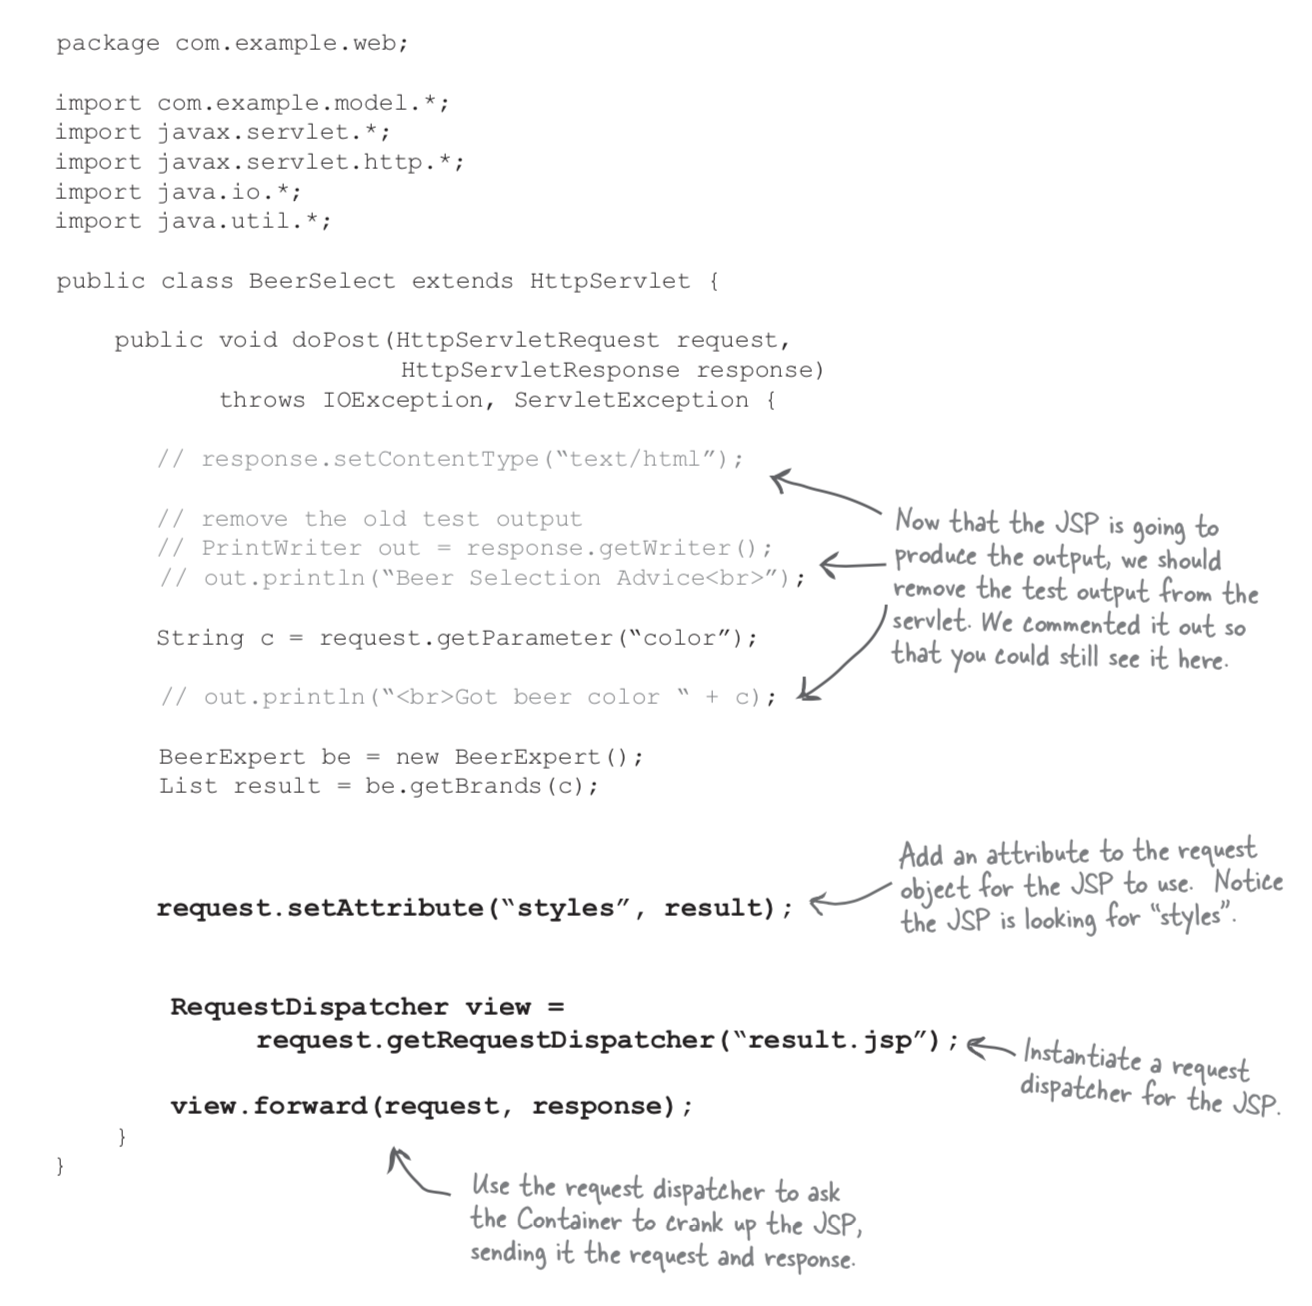 package com.example.web;
import com.example.model.*;
import javax.servlet.*;
import javax.servlet.http.*;
import java.io.*;
import java.util.*;
public class BeerSelect extends HttpServlet {
public void doPost(HttpServletRequest request,
HttpServletResponse response)
throws IOException, ServletException {
// response.setContentType(“text/html”);
// remove the old test output
// PrintWriter out = response.getWriter();
// out.println(“Beer Selection Advice<br>”);
Now that the JSP is going to
produce the output, we should
remove the test output from the
servlet. We commented it out so
that you could still see it here.
String c = request.getParameter(“color”);
// out.println(“<br>Got beer color “ + c);
BeerExpert be = new BeerExpert();
List result = be.getBrands(c);
request.setAttribute(“styles”, result);
Add an attribute to the request
object for the JSP to use. Notice
the JSP is looking for “styles”.
RequestDispatcher view =
request.getRequestDispatcher(“result.jsp”);
Instantiate a request
dispatcher for the JSP.
view.forward(request, response);
}
}
Use the request dispatcher to ask
the Container to crank up the JSP,
sending it the request and response.